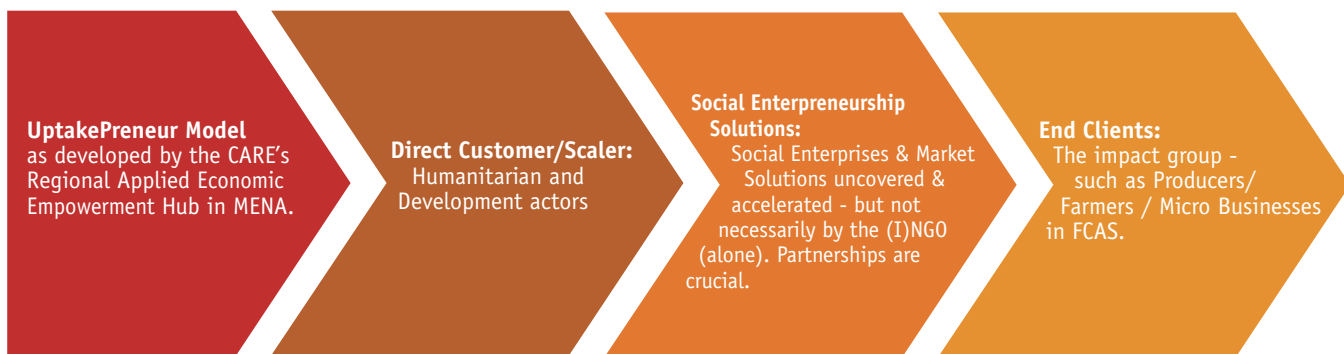 UptakePreneur Model
as developed by the CARE's
Regional Applied Economic
Empowerment Hub in MENA.
Direct Customer/Scaler:
Humanitarian and
Development actors
Social Enterpreneurship
Solutions:
Social Enterprises & Market
Solutions uncovered &
accelerated - but not
necessarily by the (I)NGO
(alone). Partnerships are
crucial.
End Clients:
The impact group -
such as Producers/
Farmers / Micro Businesses
in FCAS.